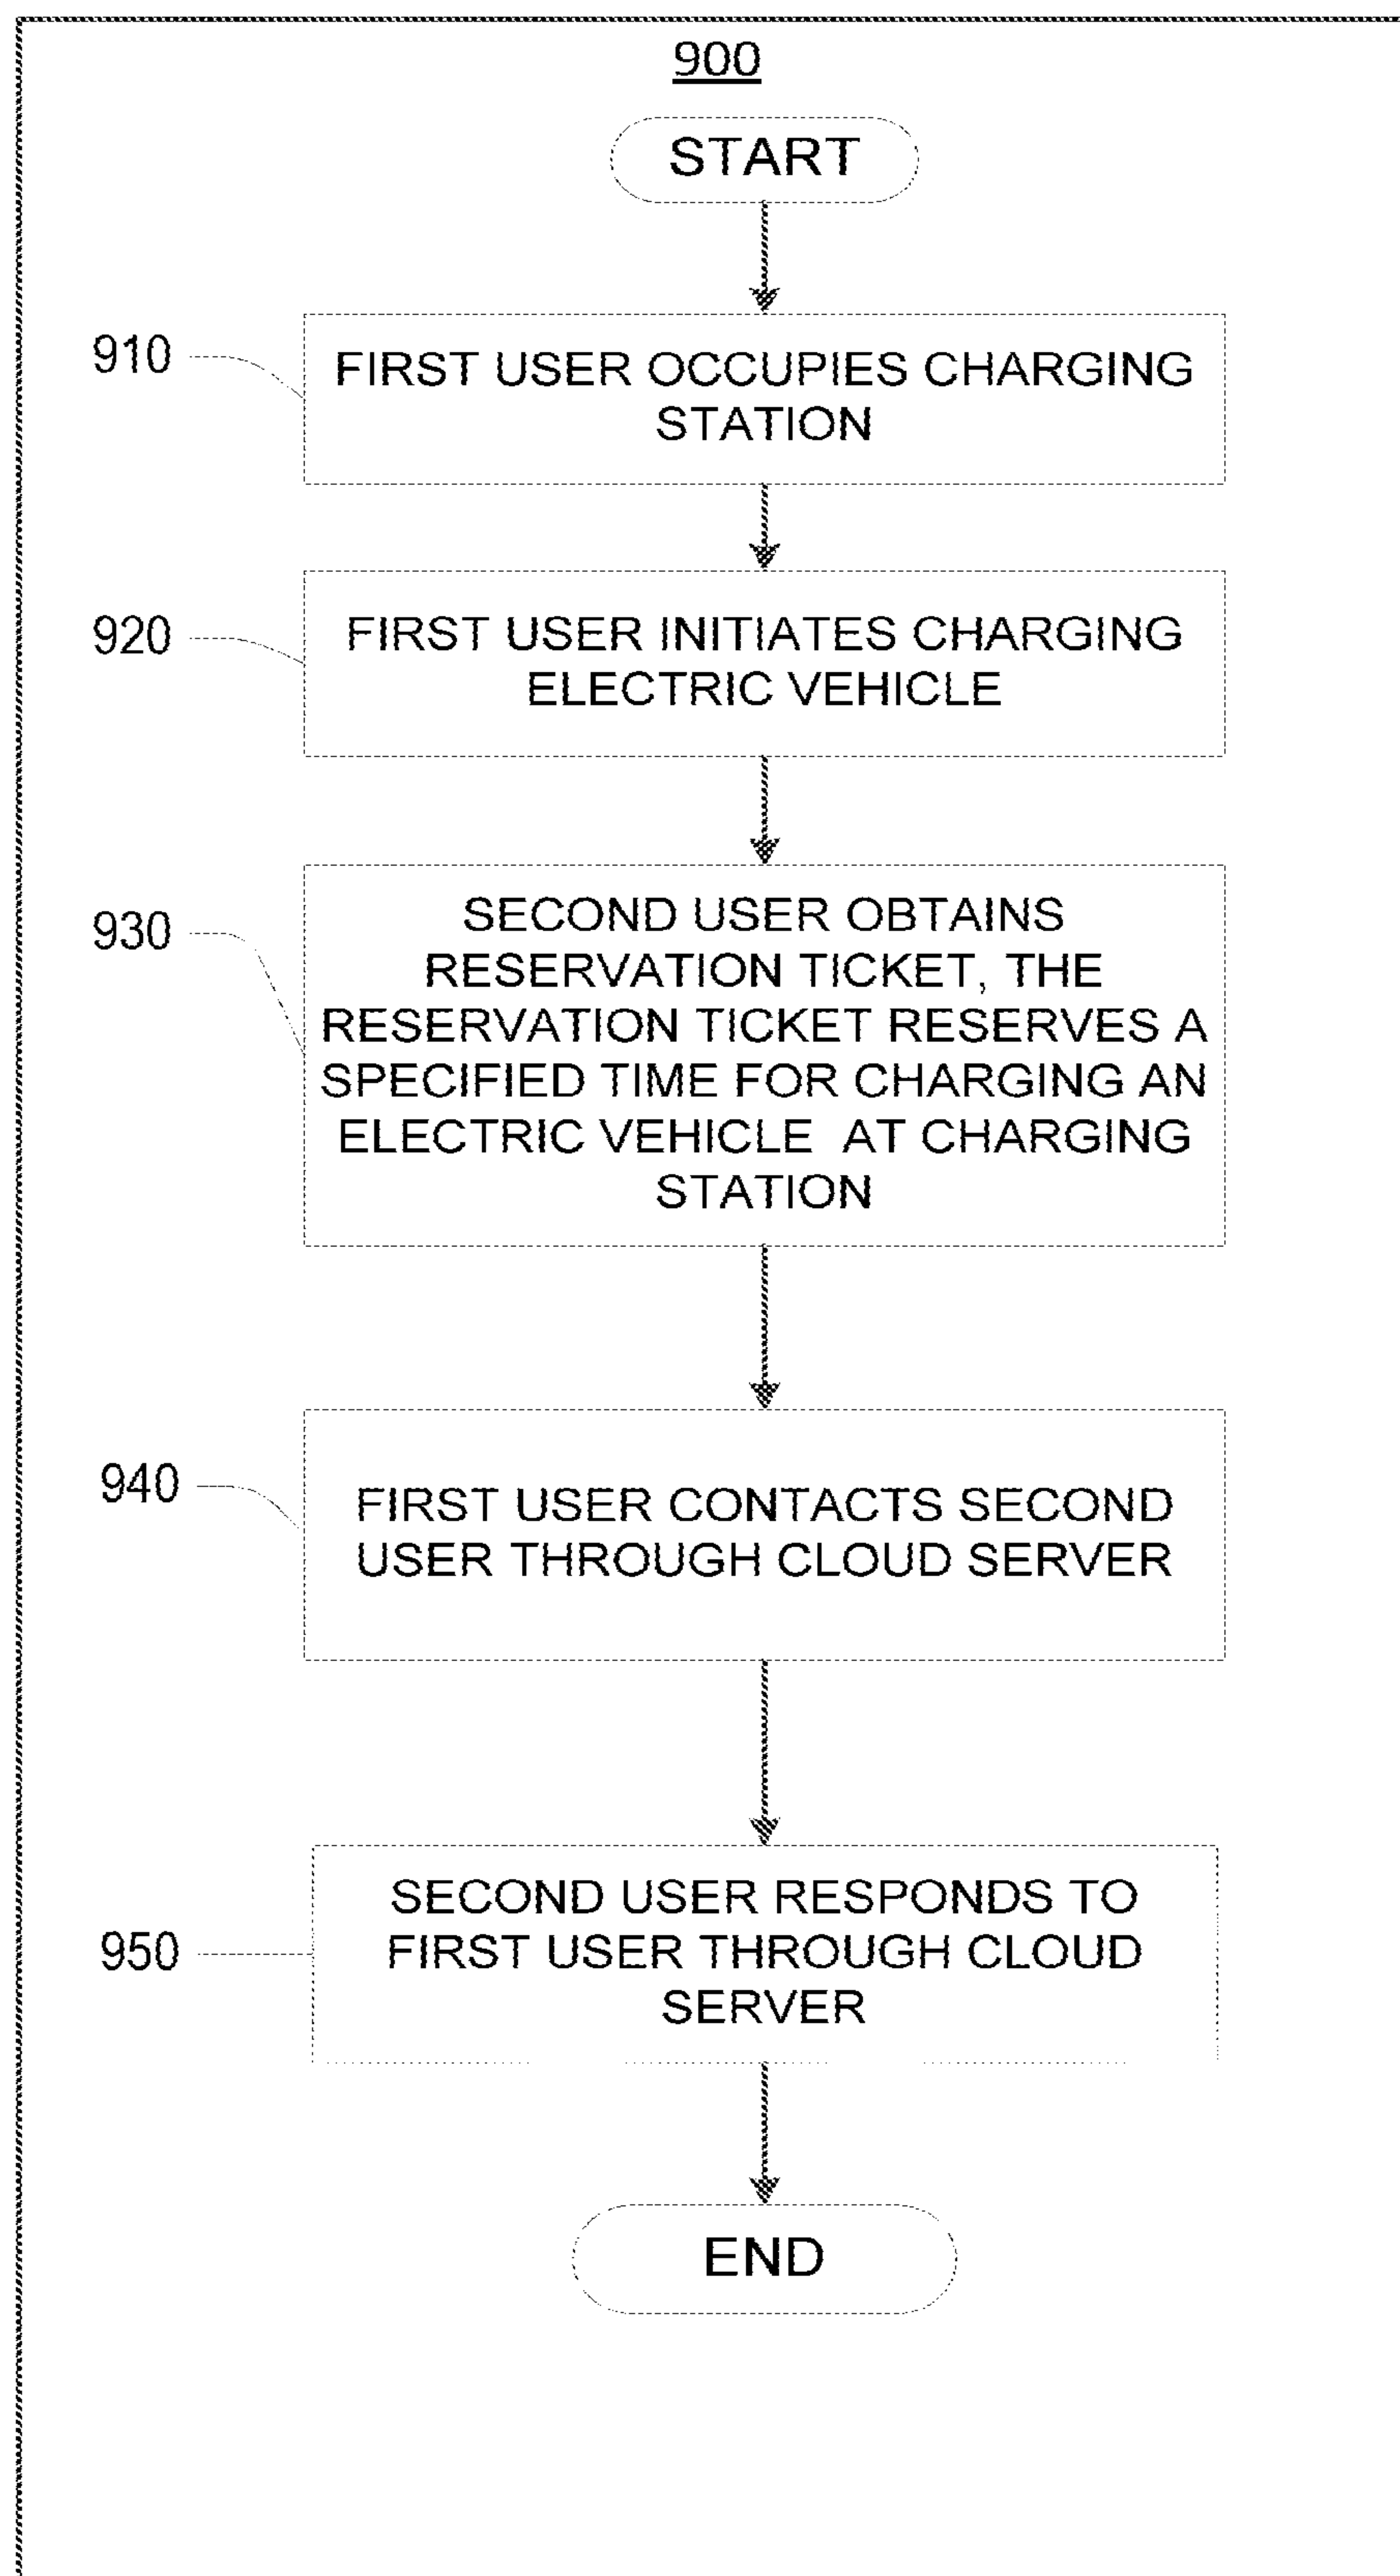 900
START
910
FIRST USER OCCUPIES CHARGING
STATION
920
FIRST USER INITIATES CHARGING
ELECTRIC VEHICLE
930
SECOND USER OBTAINS
RESERVATION TICKET, THE
RESERVATION TICKET RESERVES A
SPECIFIED TIME FOR CHARGING AN
ELECTRIC VEHICLE AT CHARGING
STATION
940
FIRST USER CONTACTS SECOND
USER THROUGH CLOUD SERVER
950
SECOND USER RESPONDS TO
FIRST USER THROUGH CLOUD
SERVER
END